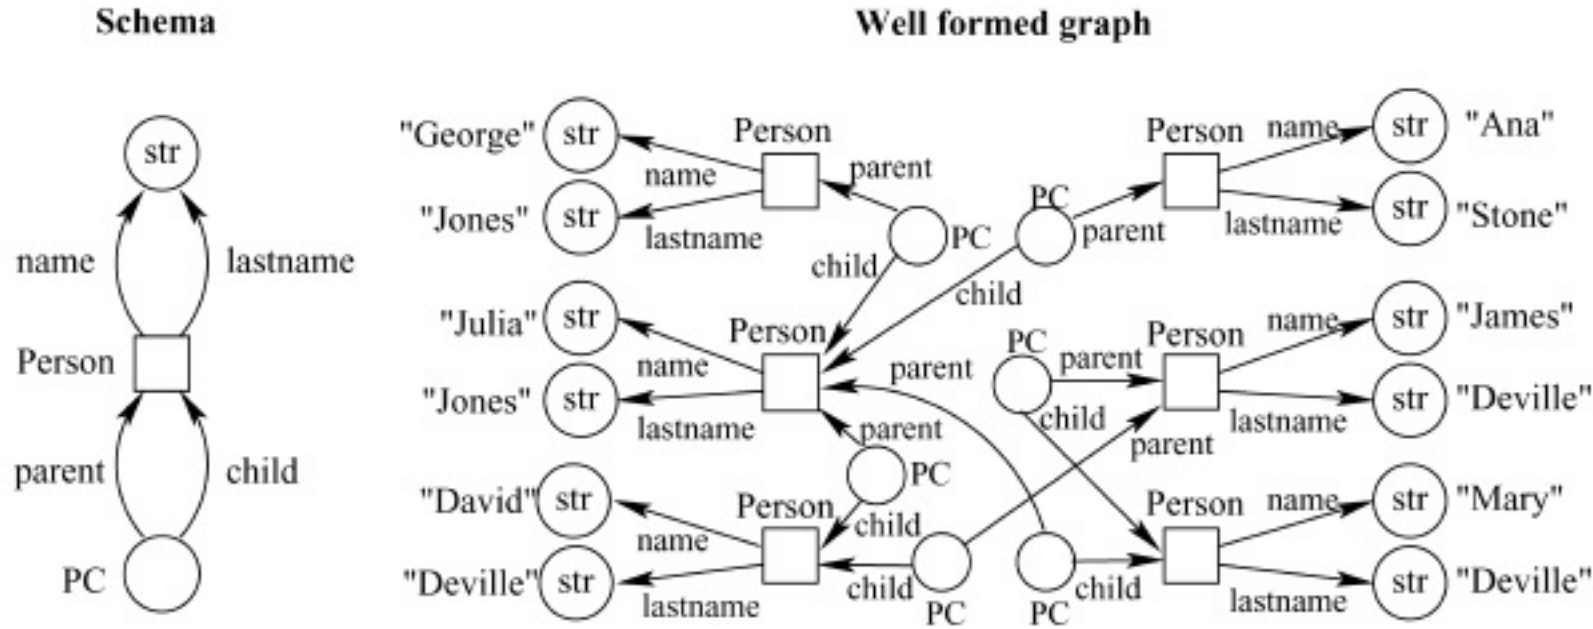 Schema
str
name
lastname
Person
parent
child
PC
Well formed graph
"George"
str
Person
name
"Jones"
str
lastname
parent
PC
child
Person
name
str
"Ana"
PC
parent
lastname
str
"Stone"
child
"Julia"
str
Person
name
"Jones"
str
lastname
parent
PC
parent
child
Person
name
str
"James"
lastname
str
"Deville"
parent
parent
PC
child
"David"
str
Person
name
"Deville"
str
lastname
child
PC
PC
child
Person
name
str
"Mary"
lastname
str
"Deville"